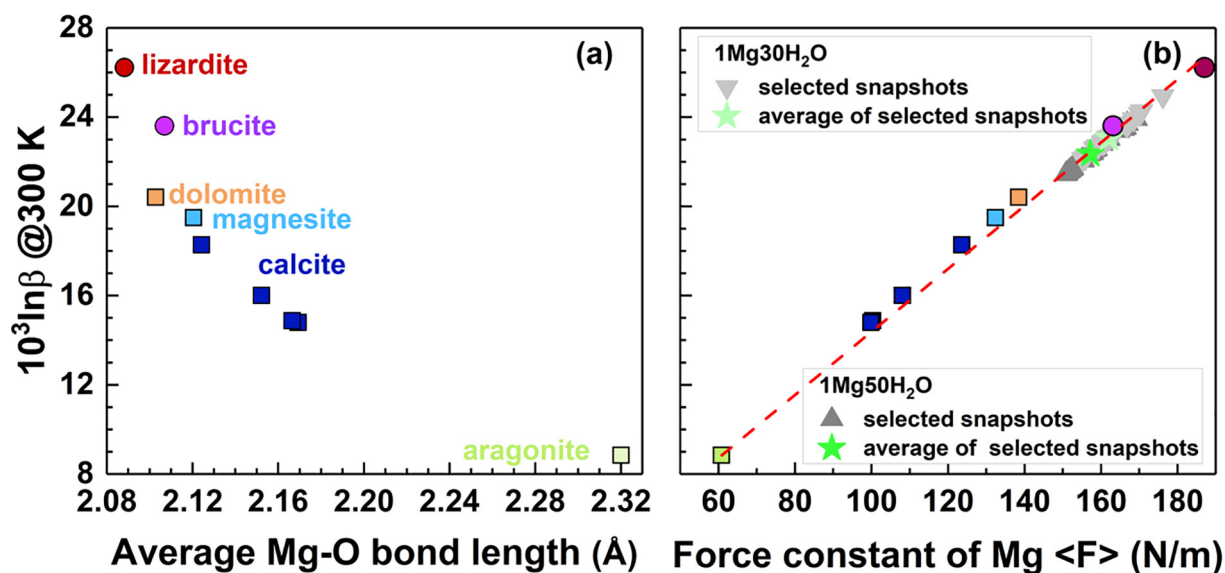 10³lnβ @300 K
28
24
20
16
12
8
(a)
lizardite
brucite
dolomite
magnesite
calcite
aragonite
2.08 2.12 2.16 2.20 2.24 2.28 2.32
Average Mg-O bond length (Å)
(b)
1Mg30H₂O
selected snapshots
average of selected snapshots
1Mg50H₂O
selected snapshots
average of selected snapshots
60 80 100 120 140 160 180
Force constant of Mg <F> (N/m)